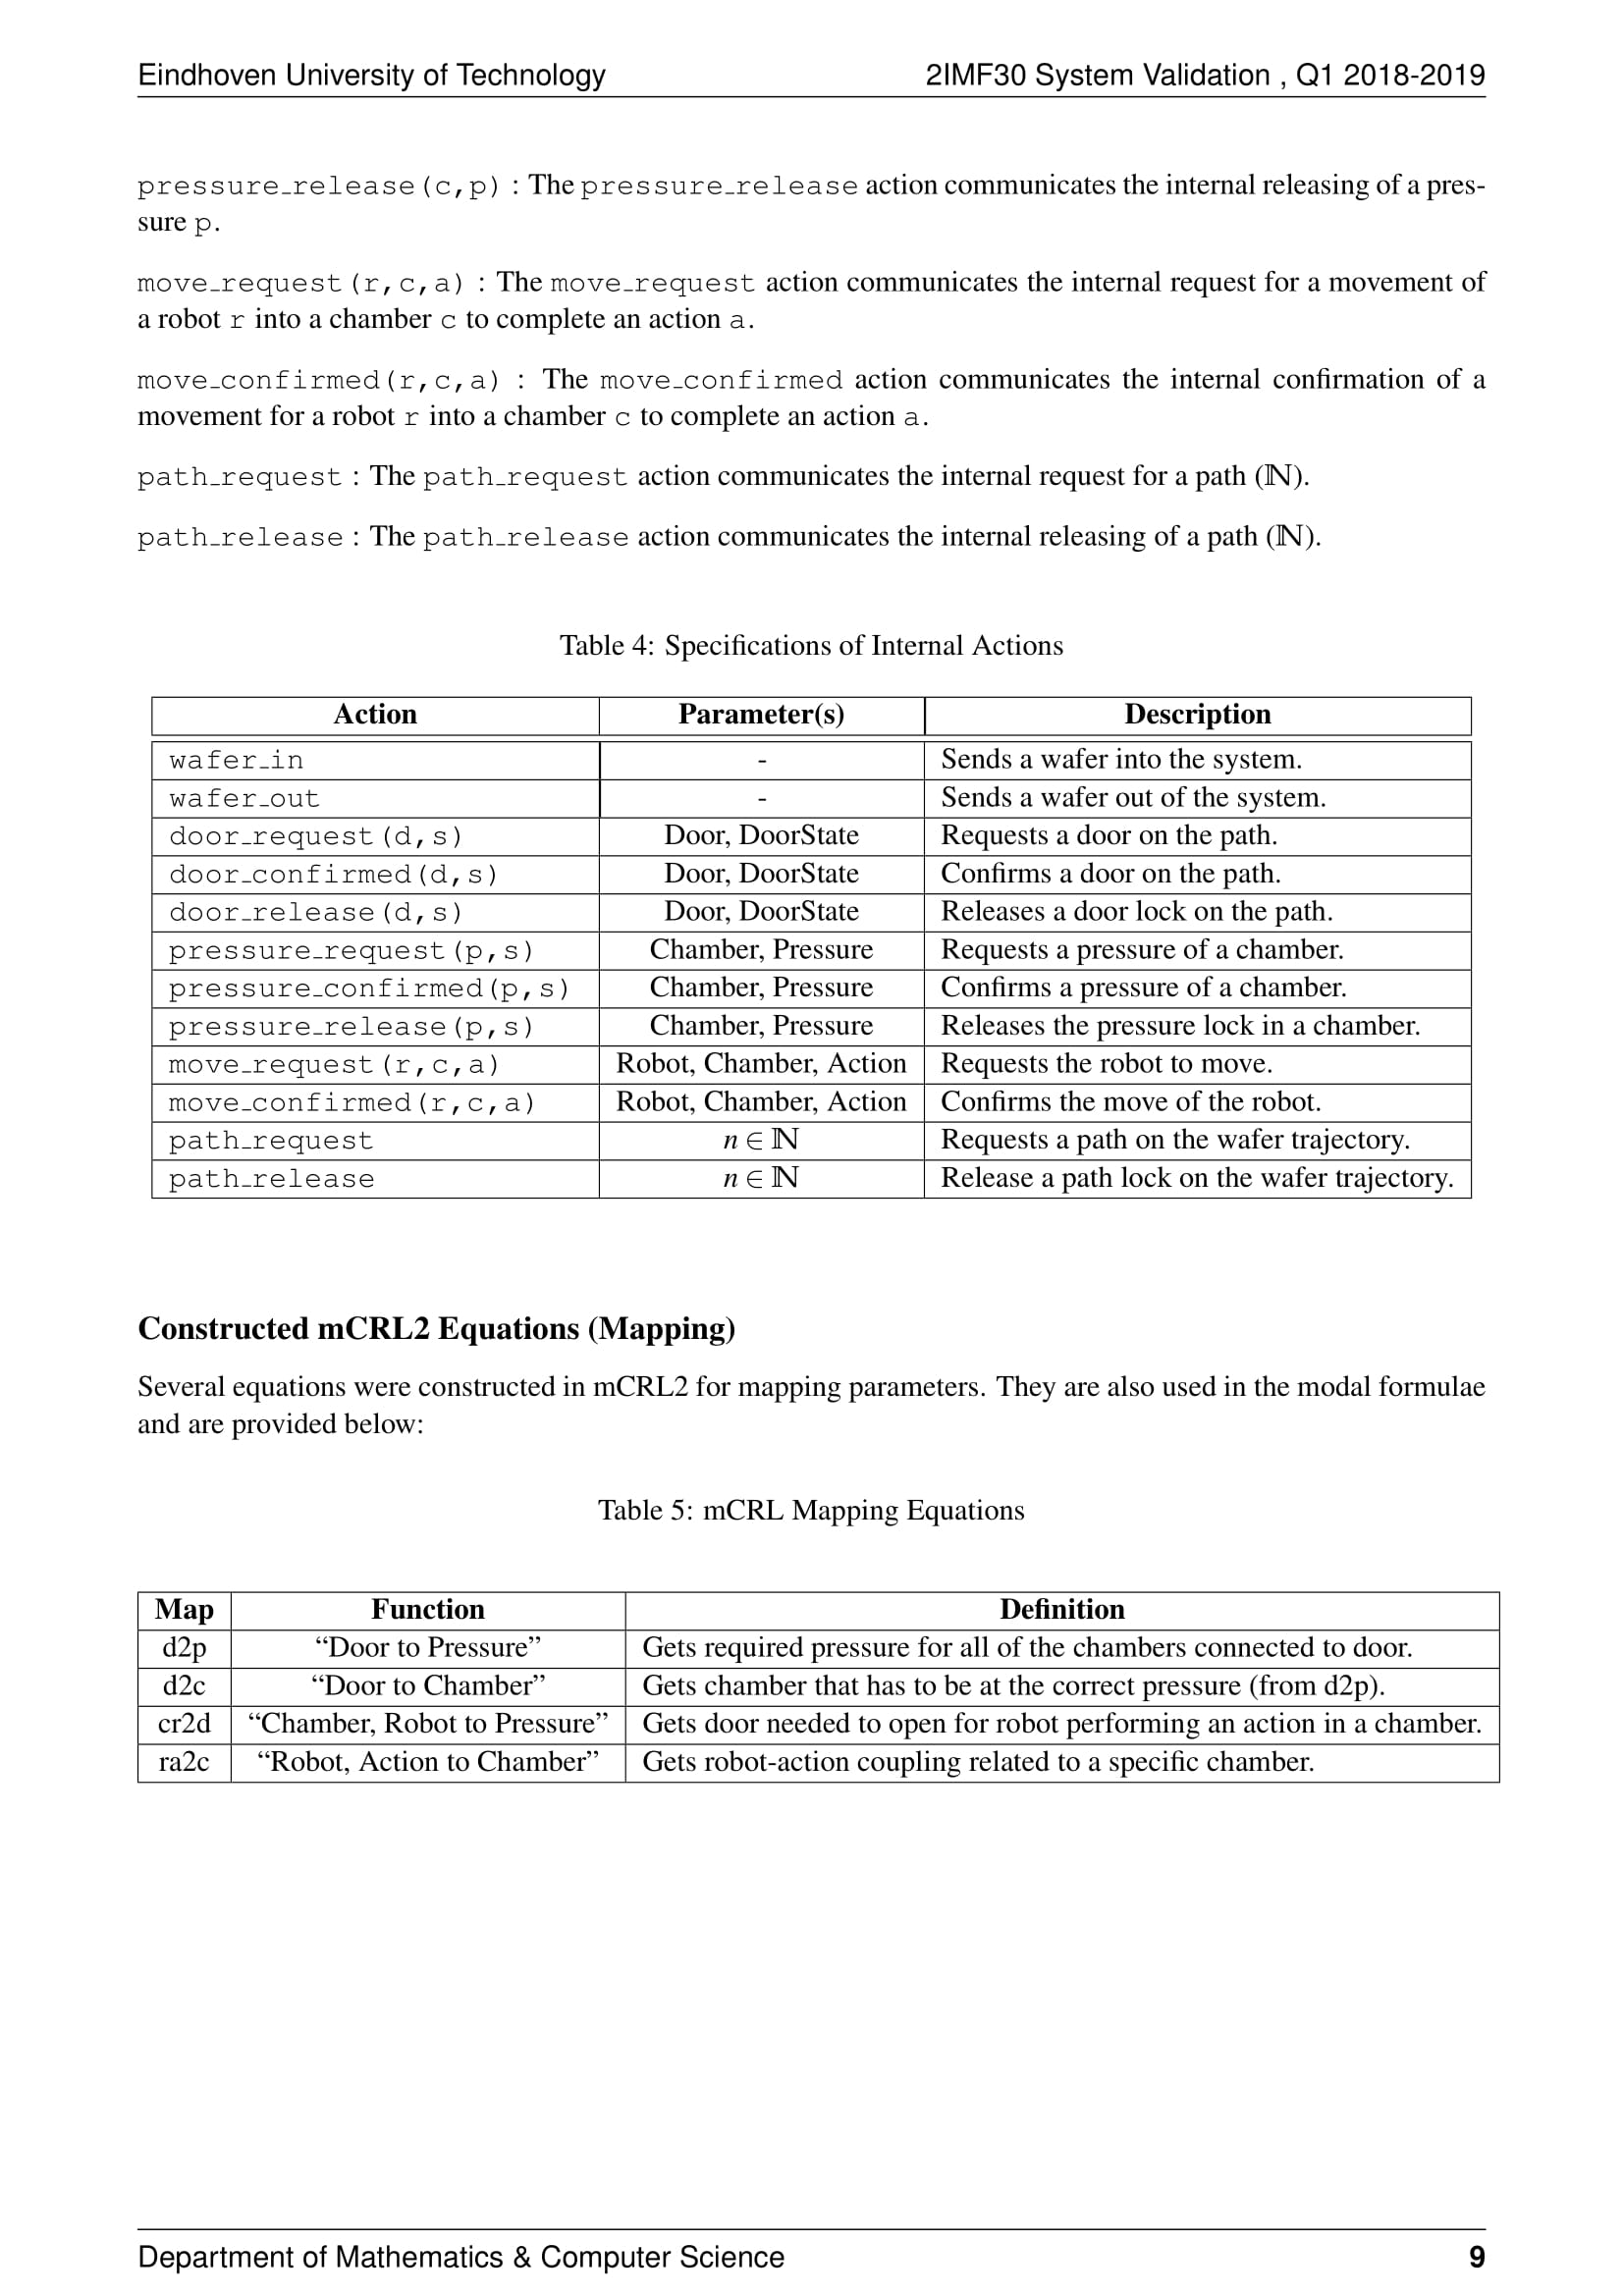 Eindhoven University of Technology 2IMF30 System Validation , Q1 2018-2019
pressure_release(c,p) : The pressure_release action communicates the internal releasing of a pres-
sure p.
move_request(r,c,a) : The move_request action communicates the internal request for a movement of
a robot r into a chamber c to complete an action a.
move_confirmed(r,c,a) : The move_confirmed action communicates the internal confirmation of a
movement for a robot r into a chamber c to complete an action a.
path_request : The path_request action communicates the internal request for a path (ℕ).
path_release : The path_release action communicates the internal releasing of a path (ℕ).
Table 4: Specifications of Internal Actions
Action Parameter(s) Description
wafer_in - Sends a wafer into the system.
wafer_out - Sends a wafer out of the system.
door_request(d,s) Door, DoorState Requests a door on the path.
door_confirmed(d,s) Door, DoorState Confirms a door on the path.
door_release(d,s) Door, DoorState Releases a door lock on the path.
pressure_request(p,s) Chamber, Pressure Requests a pressure of a chamber.
pressure_confirmed(p,s) Chamber, Pressure Confirms a pressure of a chamber.
pressure_release(p,s) Chamber, Pressure Releases the pressure lock in a chamber.
move_request(r,c,a) Robot, Chamber, Action Requests the robot to move.
move_confirmed(r,c,a) Robot, Chamber, Action Confirms the move of the robot.
path_request n ∈ ℕ Requests a path on the wafer trajectory.
path_release n ∈ ℕ Release a path lock on the wafer trajectory.
Constructed mCRL2 Equations (Mapping)
Several equations were constructed in mCRL2 for mapping parameters. They are also used in the modal formulae
and are provided below:
Table 5: mCRL Mapping Equations
Map Function Definition
d2p “Door to Pressure” Gets required pressure for all of the chambers connected to door.
d2c “Door to Chamber” Gets chamber that has to be at the correct pressure (from d2p).
cr2d “Chamber, Robot to Pressure” Gets door needed to open for robot performing an action in a chamber.
ra2c “Robot, Action to Chamber” Gets robot-action coupling related to a specific chamber.
Department of Mathematics & Computer Science 9